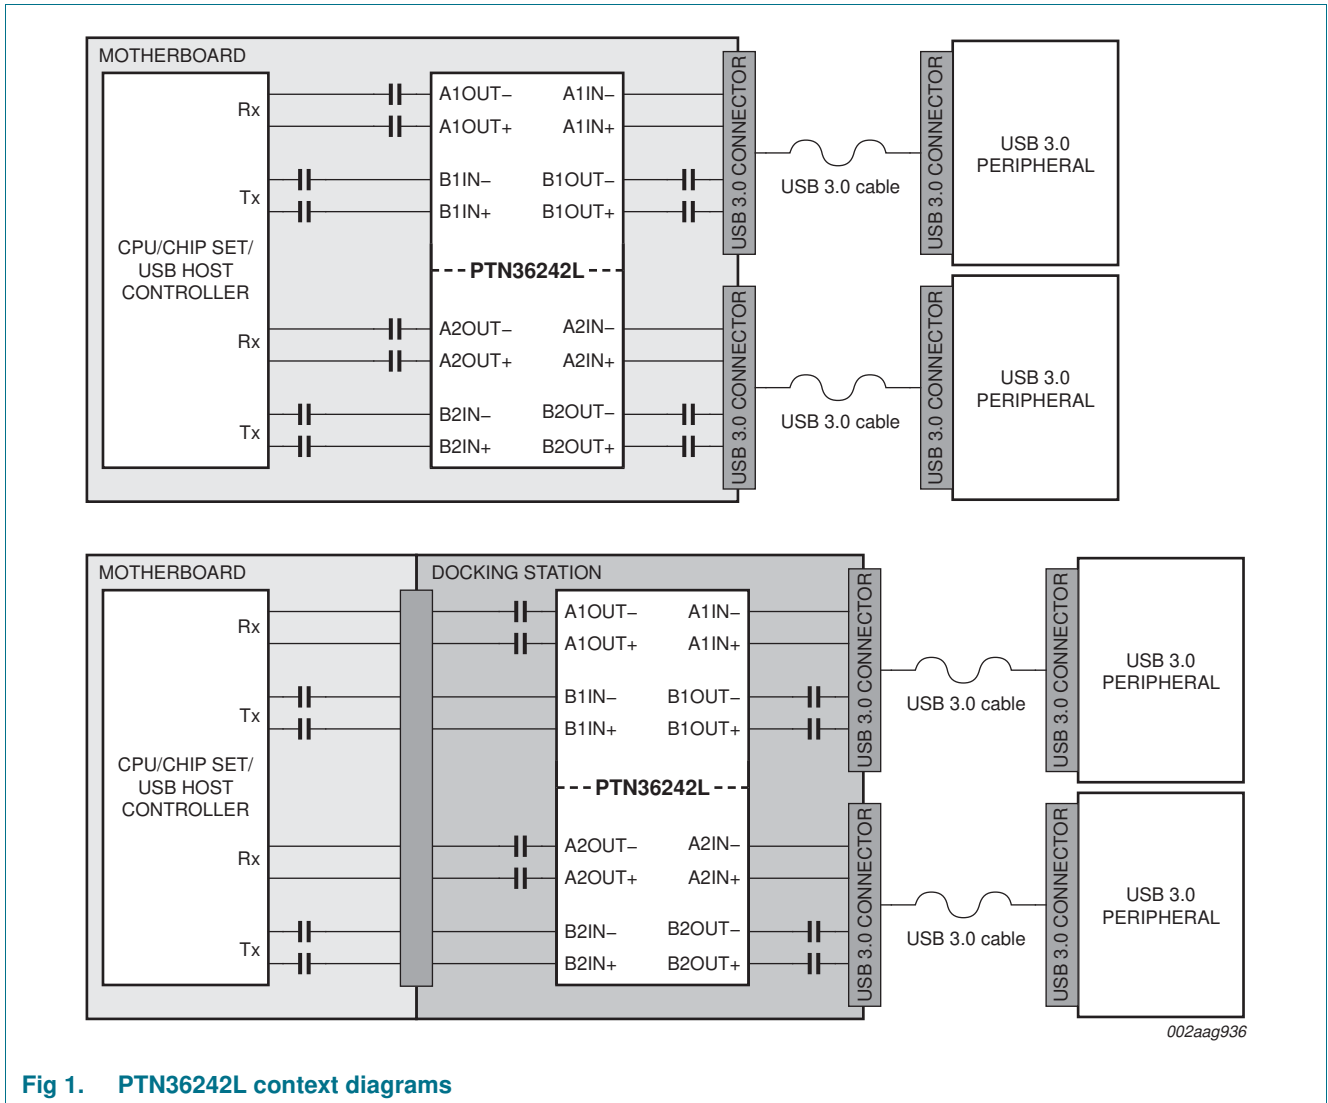 MOTHERBOARD
Rx
A1OUT−
A1IN−
A1OUT+
A1IN+
Tx
B1IN−
B1OUT−
B1IN+
B1OUT+
CPU/CHIP SET/
USB HOST
CONTROLLER
PTN36242L
Rx
A2OUT−
A2IN−
A2OUT+
A2IN+
Tx
B2IN−
B2OUT−
B2IN+
B2OUT+
USB 3.0 CONNECTOR
USB 3.0 cable
USB 3.0 CONNECTOR
USB 3.0
PERIPHERAL
USB 3.0 CONNECTOR
USB 3.0 cable
USB 3.0 CONNECTOR
USB 3.0
PERIPHERAL
MOTHERBOARD
DOCKING STATION
Rx
A1OUT−
A1IN−
A1OUT+
A1IN+
Tx
B1IN−
B1OUT−
B1IN+
B1OUT+
CPU/CHIP SET/
USB HOST
CONTROLLER
PTN36242L
Rx
A2OUT−
A2IN−
A2OUT+
A2IN+
Tx
B2IN−
B2OUT−
B2IN+
B2OUT+
USB 3.0 CONNECTOR
USB 3.0 cable
USB 3.0 CONNECTOR
USB 3.0
PERIPHERAL
USB 3.0 CONNECTOR
USB 3.0 cable
USB 3.0 CONNECTOR
USB 3.0
PERIPHERAL
002aag936
Fig 1. PTN36242L context diagrams